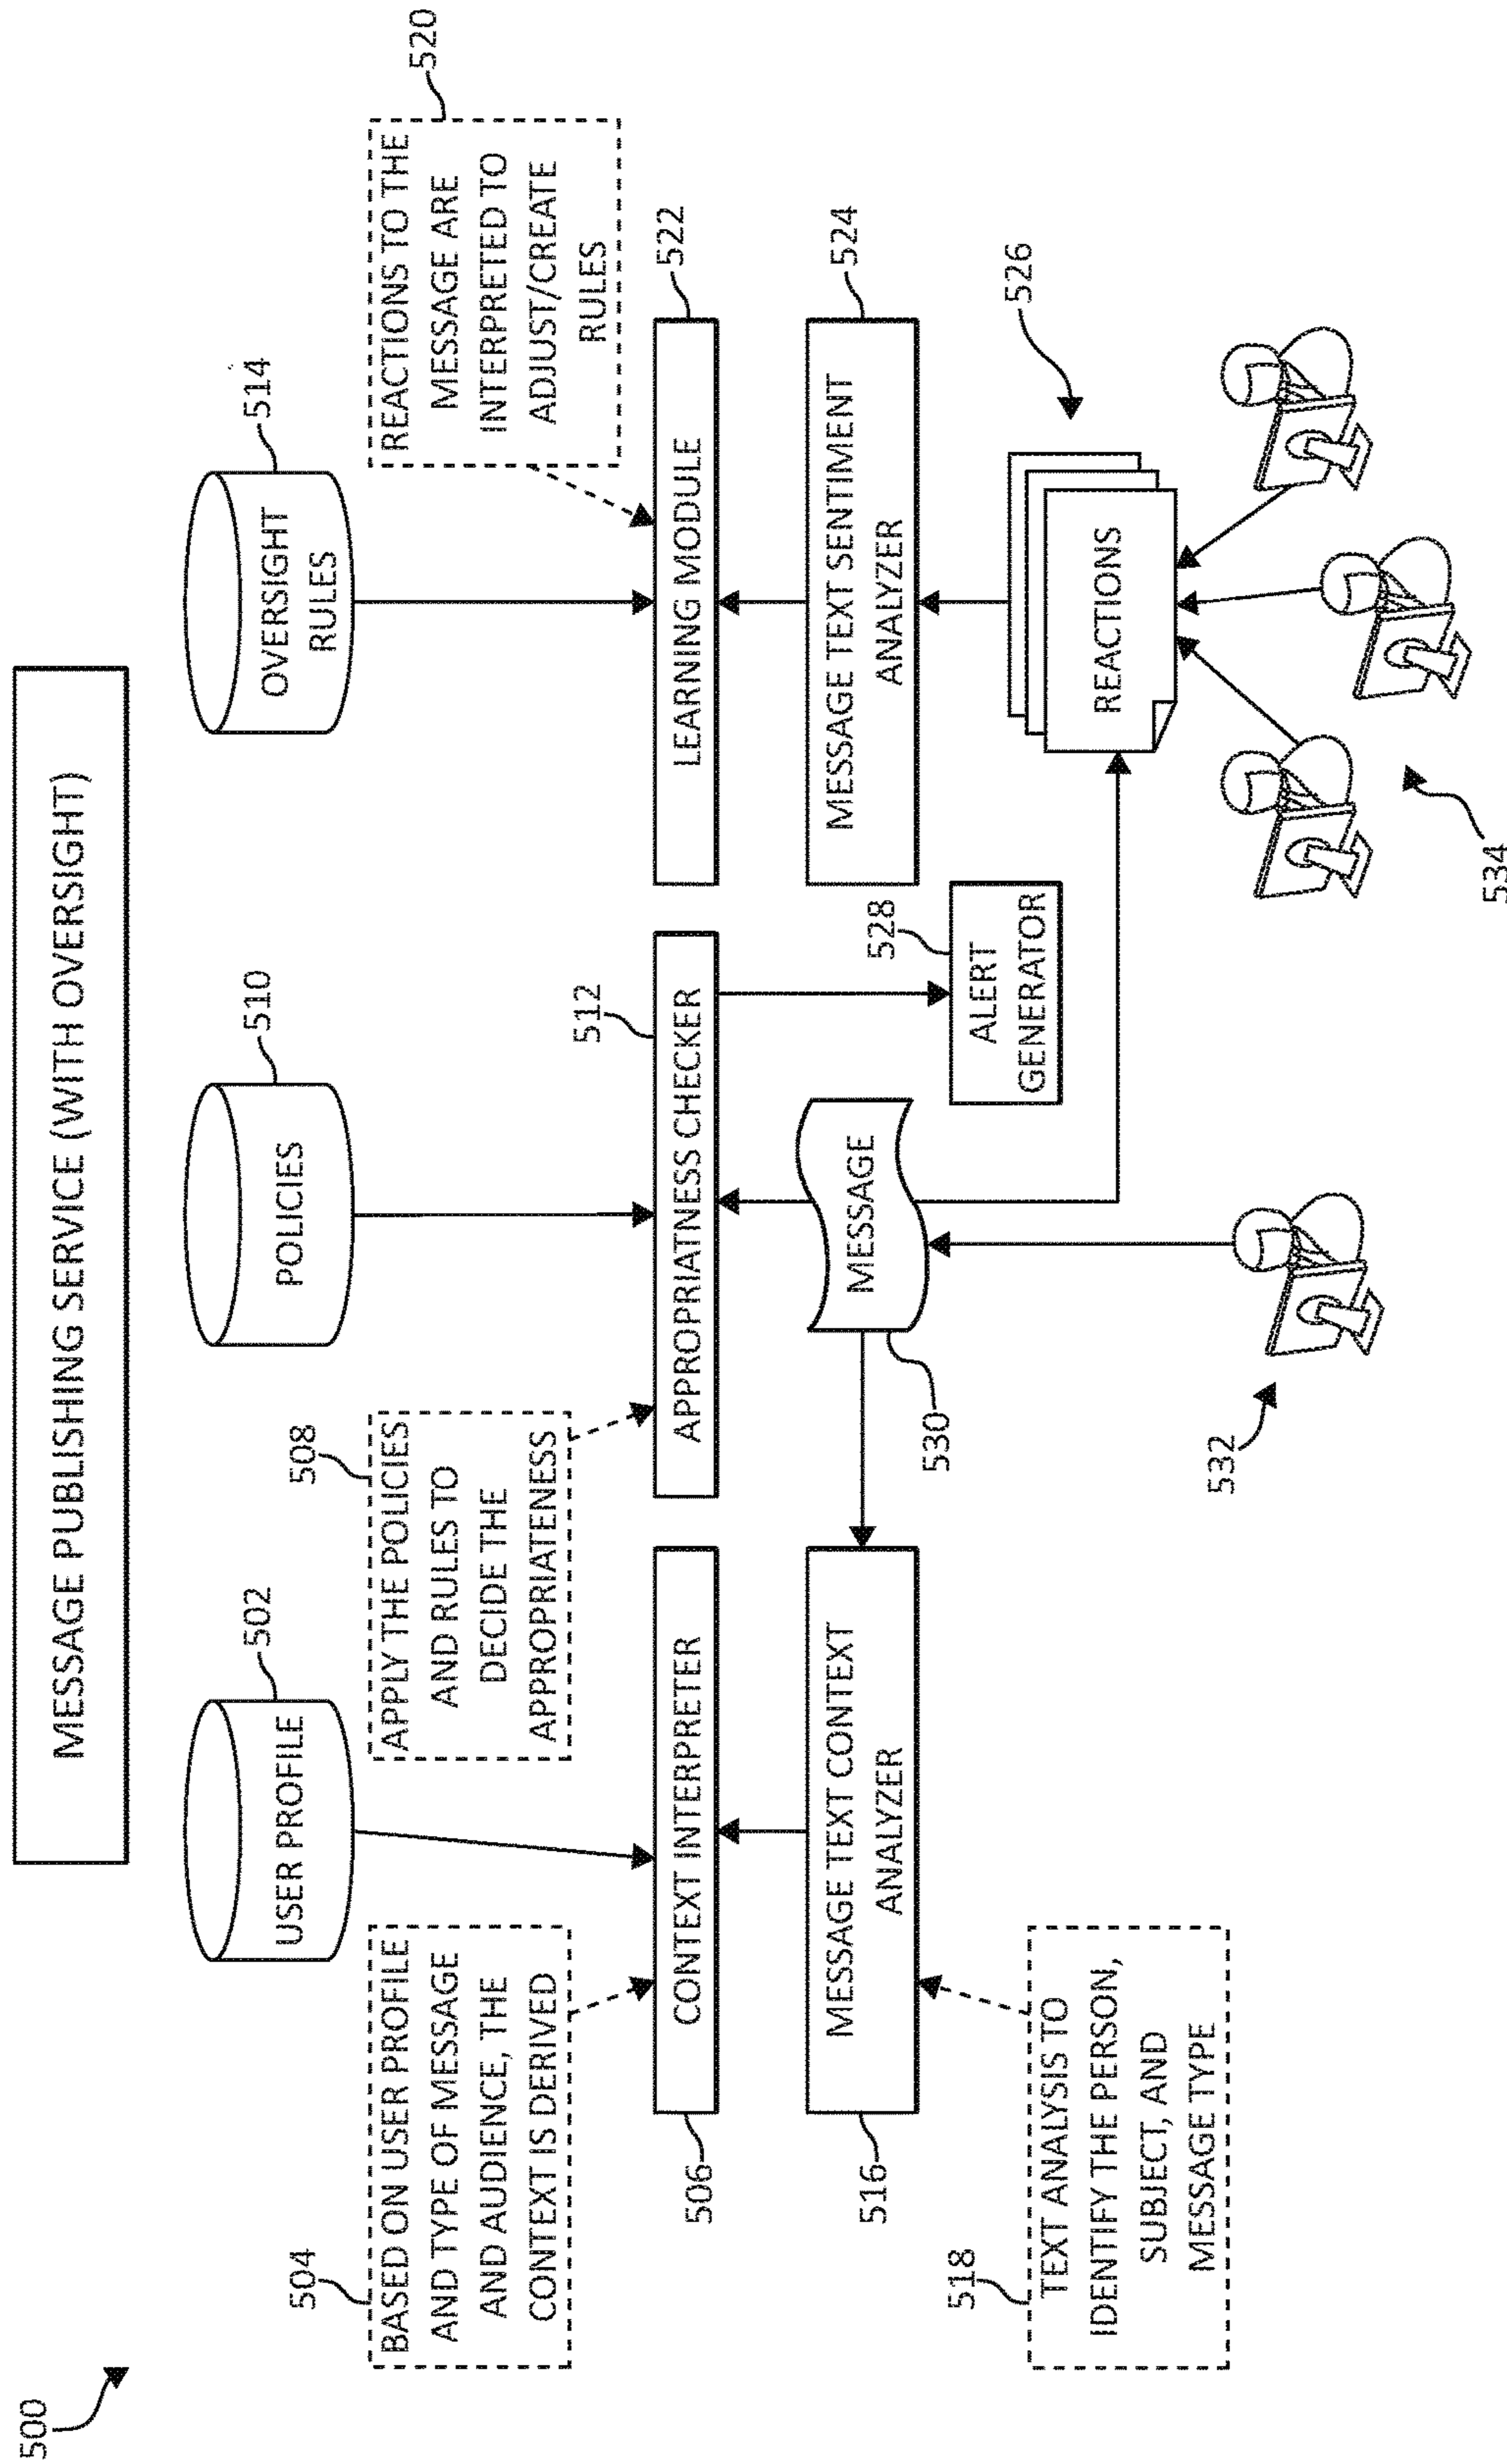 500
MESSAGE PUBLISHING SERVICE (WITH OVERSIGHT)
USER PROFILE
502
POLICIES
510
OVERSIGHT
RULES
514
504
BASED ON USER PROFILE
AND TYPE OF MESSAGE
AND AUDIENCE, THE
CONTEXT IS DERIVED
508
APPLY THE POLICIES
AND RULES TO
DECIDE THE
APPROPRIATENESS
REACTIONS TO THE
MESSAGE ARE
INTERPRETED TO
ADJUST/CREATE
RULES
520
CONTEXT INTERPRETER
506
APPROPRIATNESS CHECKER
512
LEARNING MODULE
522
MESSAGE TEXT CONTEXT
ANALYZER
516
MESSAGE
530
MESSAGE TEXT SENTIMENT
ANALYZER
524
528
ALERT
GENERATOR
518
TEXT ANALYSIS TO
IDENTIFY THE PERSON,
SUBJECT, AND
MESSAGE TYPE
REACTIONS
526
532
534